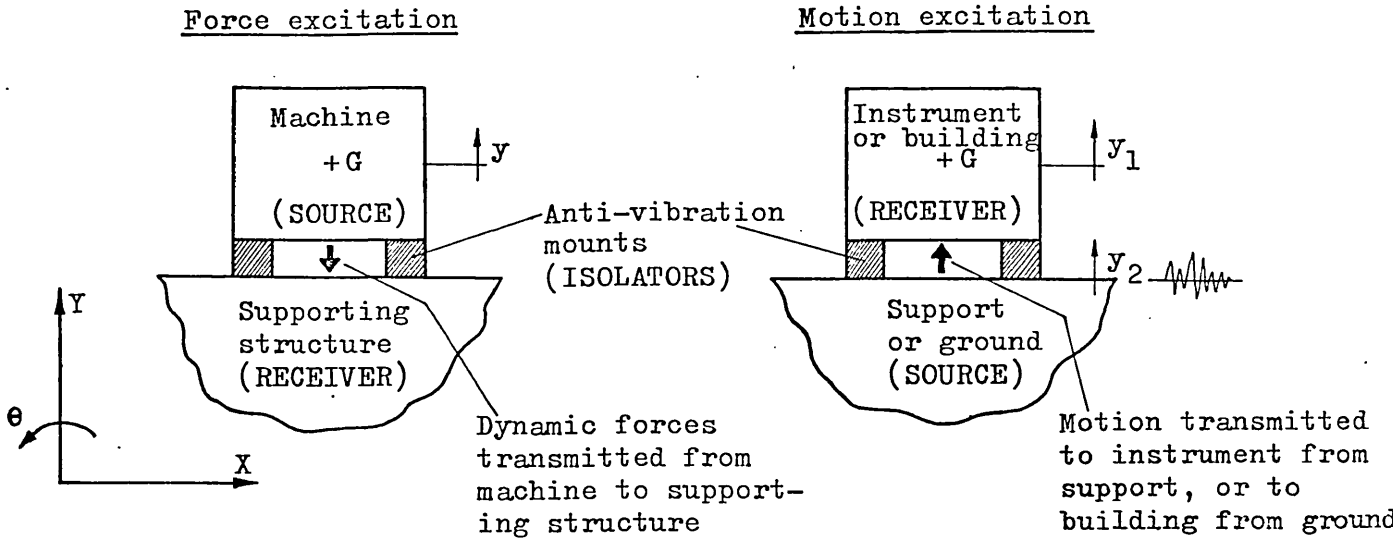 Force excitation
Machine
+G
(SOURCE)
y
Anti-vibration
mounts
(ISOLATORS)
Supporting
structure
(RECEIVER)
Y
θ
X
Dynamic forces
transmitted from
machine to support-
ing structure
Motion excitation
Instrument
or building
+G
(RECEIVER)
y1
y2
Support
or ground
(SOURCE)
Motion transmitted
to instrument from
support, or to
building from ground